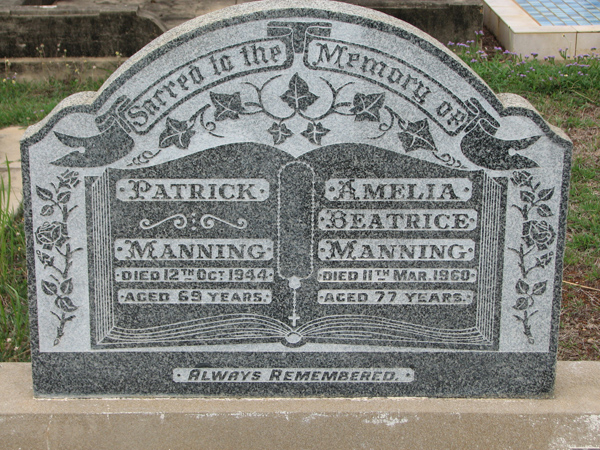 Sacred to the Memory of
PATRICK
MANNING
DIED 12TH OCT 1944
AGED 69 YEARS.
AMELIA
BEATRICE
MANNING
DIED 11TH MAR. 1960
AGED 77 YEARS.
ALWAYS REMEMBERED.